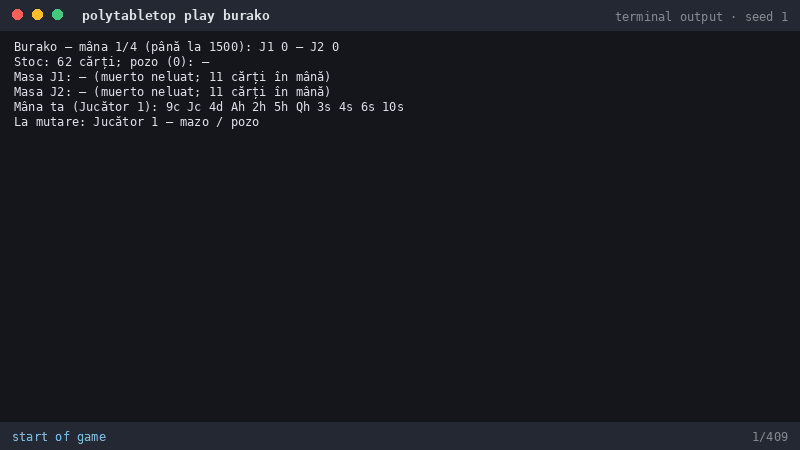 polytabletop play burako
terminal output · seed 1
Burako — mâna 1/4 (până la 1500): J1 0 — J2 0
Stoc: 62 cărți; pozo (0): —
Masa J1: — (muerto neluat; 11 cărți în mână)
Masa J2: — (muerto neluat; 11 cărți în mână)
Mâna ta (Jucător 1): 9c Jc 4d Ah 2h 5h Qh 3s 4s 6s 10s
La mutare: Jucător 1 — mazo / pozo
start of game
1/409